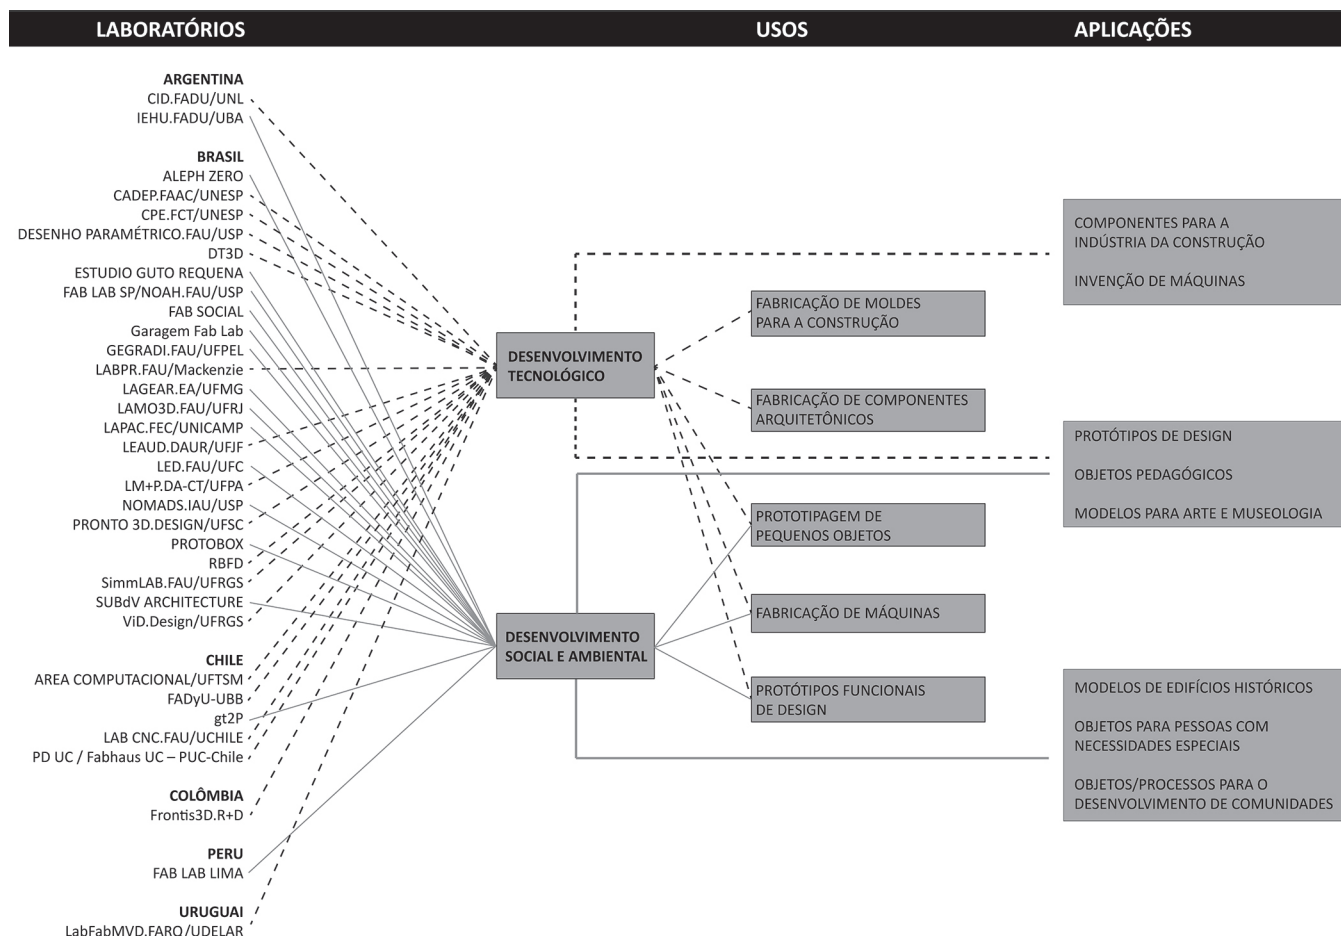 LABORATÓRIOS
USOS
APLICAÇÕES
ARGENTINA
CID.FADU/UNL
IEHU.FADU/UBA
BRASIL
ALEPH ZERO
CADEP.FAAC/UNESP
CPE.FCT/UNESP
DESENHO PARAMÉTRICO.FAU/USP
DT3D
ESTUDIO GUTO REQUENA
FAB LAB SP/NOAH.FAU/USP
FAB SOCIAL
Garagem Fab Lab
GEGRADI.FAU/UFPEL
LABPR.FAU/Mackenzie
LAGEAR.EA/UFMG
LAMO3D.FAU/UFRJ
LAPAC.FEC/UNICAMP
LEAUD.DAUR/UFJF
LED.FAU/UFC
LM+P.DA-CT/UFPA
NOMADS.IAU/USP
PRONTO 3D.DESIGN/UFSC
PROTOBOX
RBFD
SimmLAB.FAU/UFRGS
SUBdV ARCHITECTURE
ViD.Design/UFRGS
CHILE
AREA COMPUTACIONAL/UFTSM
FADyU-UBB
gt2P
LAB CNC.FAU/UCHILE
PD UC / Fabhaus UC – PUC-Chile
COLÔMBIA
Frontis3D.R+D
PERU
FAB LAB LIMA
URUGUAI
LabFabMVD.FARQ/UDELAR
DESENVOLVIMENTO
TECNOLÓGICO
DESENVOLVIMENTO
SOCIAL E AMBIENTAL
FABRICAÇÃO DE MOLDES
PARA A CONSTRUÇÃO
FABRICAÇÃO DE COMPONENTES
ARQUITETÔNICOS
PROTOTIPAGEM DE
PEQUENOS OBJETOS
FABRICAÇÃO DE MÁQUINAS
PROTÓTIPOS FUNCIONAIS
DE DESIGN
COMPONENTES PARA A
INDÚSTRIA DA CONSTRUÇÃO
INVENÇÃO DE MÁQUINAS
PROTÓTIPOS DE DESIGN
OBJETOS PEDAGÓGICOS
MODELOS PARA ARTE E MUSEOLOGIA
MODELOS DE EDIFÍCIOS HISTÓRICOS
OBJETOS PARA PESSOAS COM
NECESSIDADES ESPECIAIS
OBJETOS/PROCESSOS PARA O
DESENVOLVIMENTO DE COMUNIDADES